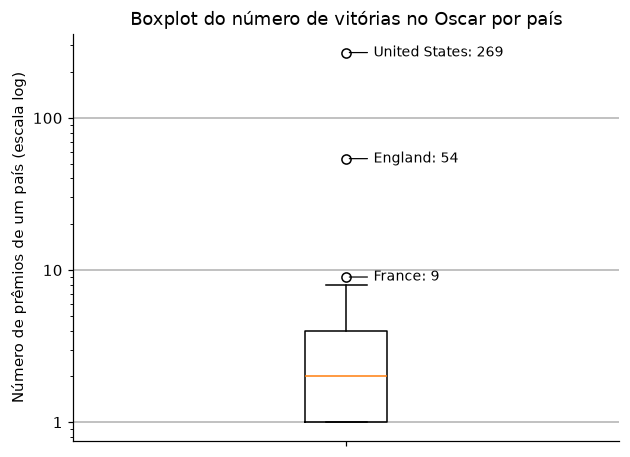 Boxplot do número de vitórias no Oscar por país
Número de prêmios de um país (escala log)
United States: 269
100
England: 54
10
France: 9
1